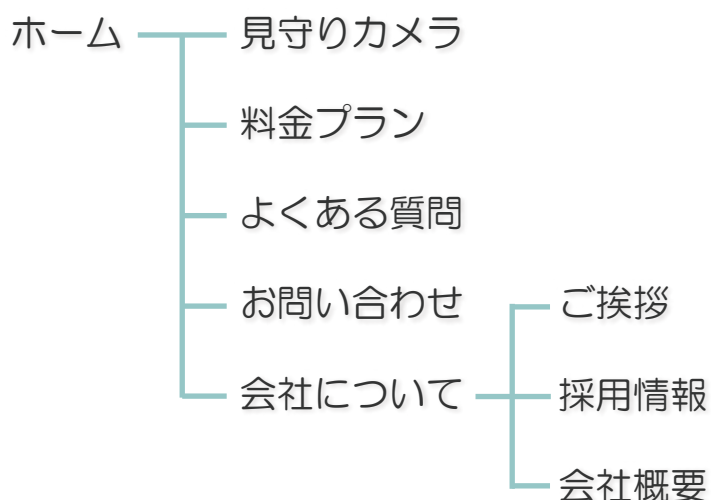 ホーム
見守りカメラ
料金プラン
よくある質問
お問い合わせ
会社について
ご挨拶
採用情報
会社概要